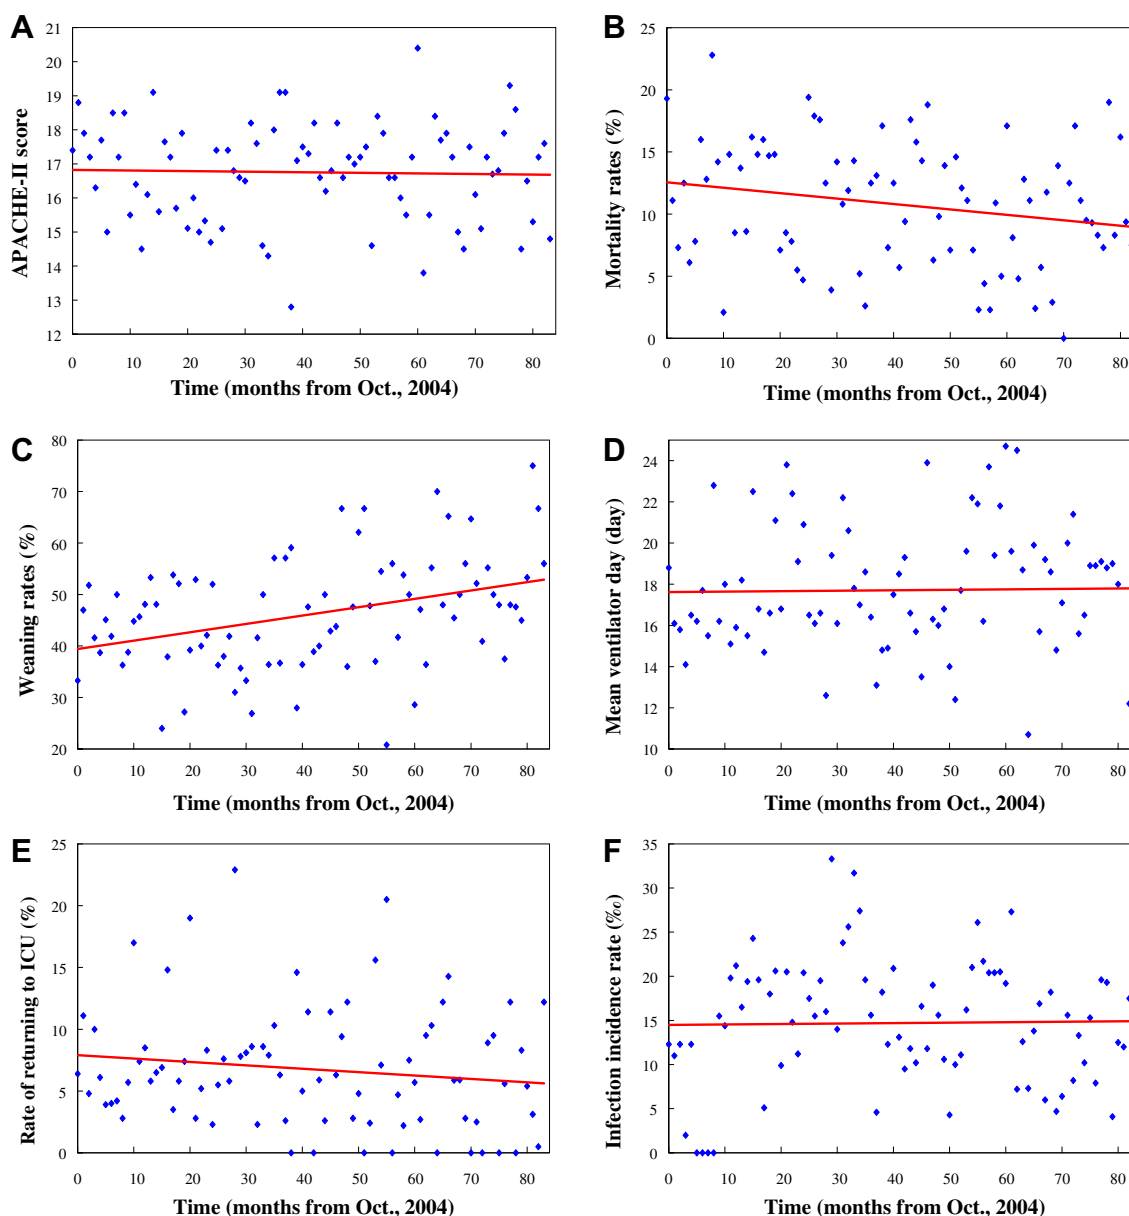 A
APACHE-II score
21
20
19
18
17
16
15
14
13
12
0 10 20 30 40 50 60 70 80
Time (months from Oct., 2004)
B
Mortality rates (%)
25
20
15
10
5
0
0 10 20 30 40 50 60 70 80
Time (months from Oct., 2004)
C
Weaning rates (%)
80
70
60
50
40
30
20
0 10 20 30 40 50 60 70 80
Time (months from Oct., 2004)
D
Mean ventilator day (day)
24
22
20
18
16
14
12
10
0 10 20 30 40 50 60 70 80
Time (months from Oct., 2004)
E
Rate of returning to ICU (%)
25
20
15
10
5
0
0 10 20 30 40 50 60 70 80
Time (months from Oct., 2004)
F
Infection incidence rate (‰)
35
30
25
20
15
10
5
0
0 10 20 30 40 50 60 70 80
Time (months from Oct., 2004)